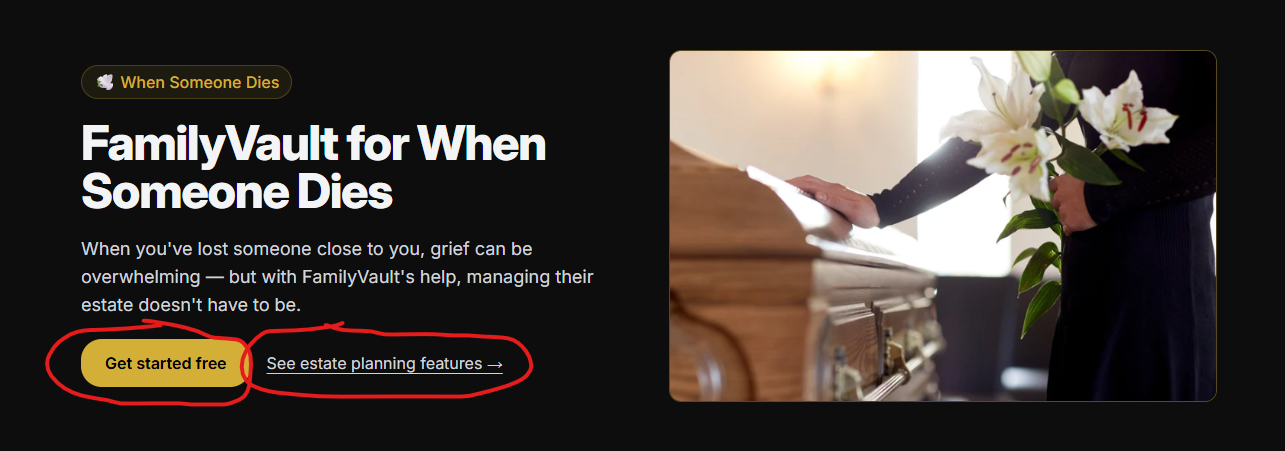 When Someone Dies
FamilyVault for When
Someone Dies
When you've lost someone close to you, grief can be
overwhelming — but with FamilyVault's help, managing their
estate doesn't have to be.
Get started free
See estate planning features →